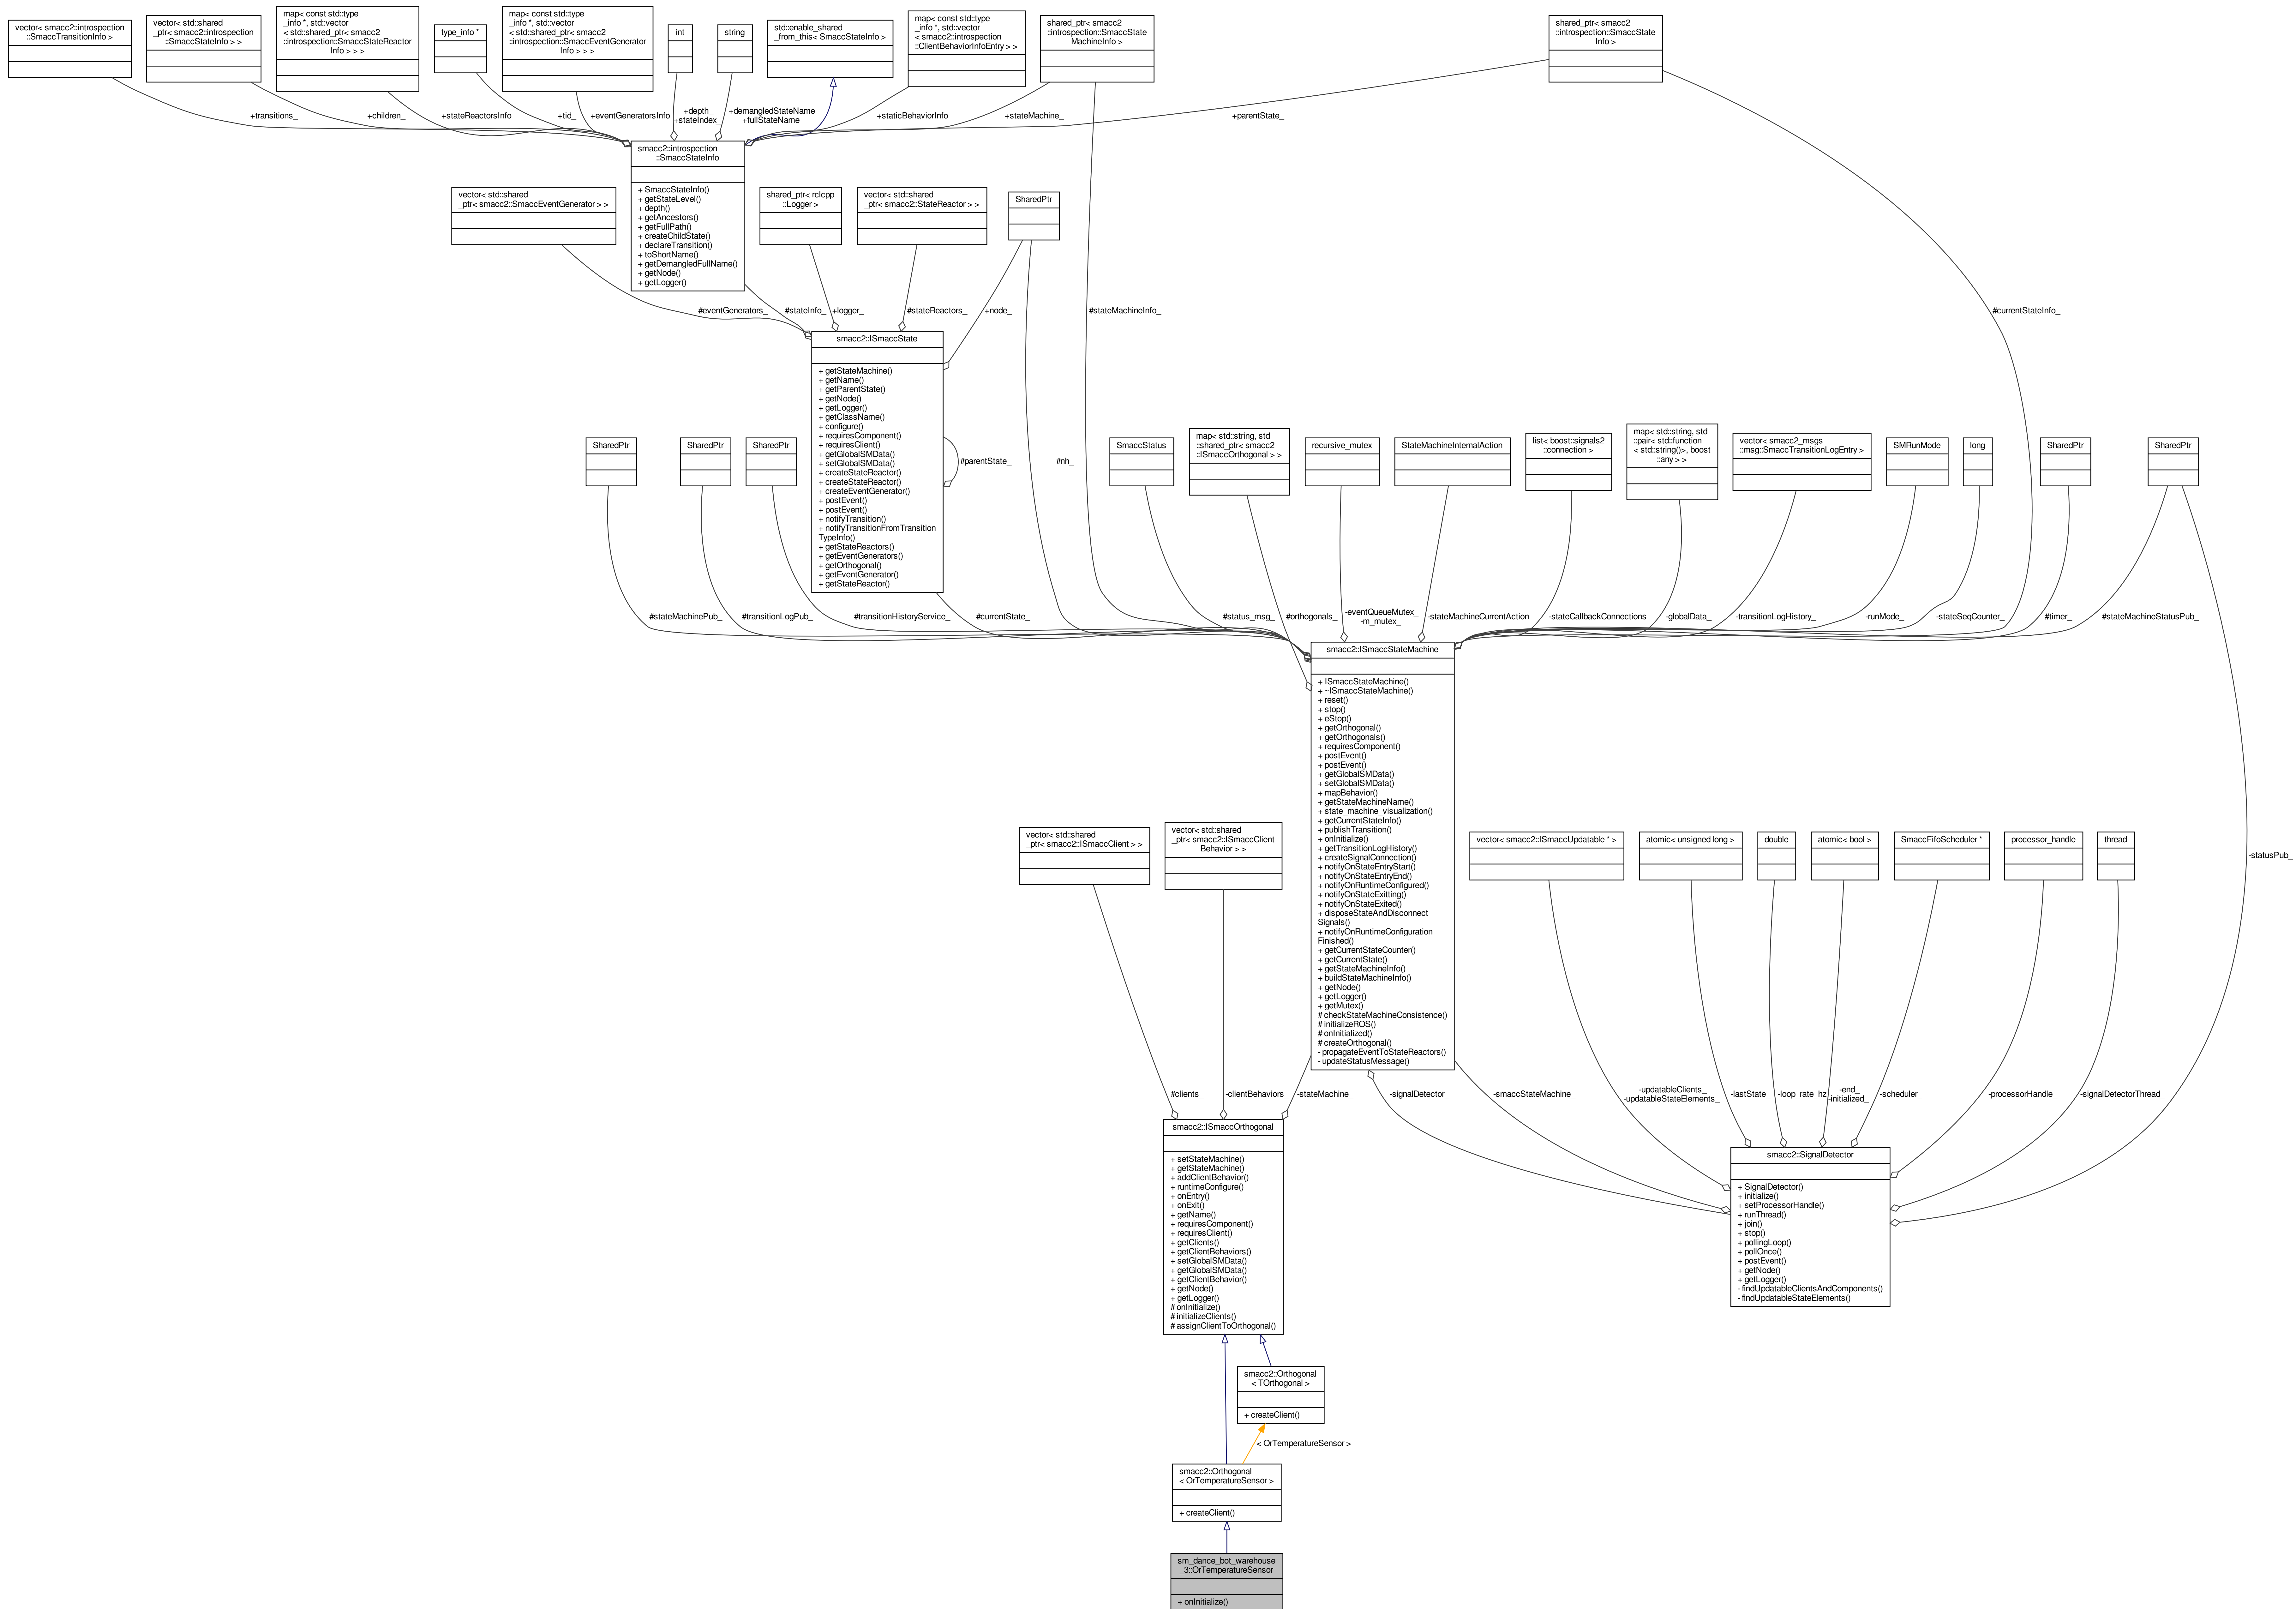 vector< smacc2::introspection
::SmaccTransitionInfo >
vector< std::shared
_ptr< smacc2::introspection
::SmaccStateInfo > >
map< const std::type
_info *, std::vector
< std::shared_ptr< smacc2
::introspection::SmaccStateReactor
Info > > >
type_info *
map< const std::type
_info *, std::vector
< std::shared_ptr< smacc2
::introspection::SmaccEventGenerator
Info > > >
int
string
std::enable_shared
_from_this< SmaccStateInfo >
map< const std::type
_info *, std::vector
< smacc2::introspection
::ClientBehaviorInfoEntry > >
shared_ptr< smacc2
::introspection::SmaccState
MachineInfo >
shared_ptr< smacc2
::introspection::SmaccState
Info >
+transitions_
+children_
+stateReactorsInfo
+tid_
+eventGeneratorsInfo
+depth_
+stateIndex_
+demangledStateName
+fullStateName
+staticBehaviorInfo
+stateMachine_
+parentState_
smacc2::introspection
::SmaccStateInfo
+ SmaccStateInfo()
+ getStateLevel()
+ depth()
+ getAncestors()
+ getFullPath()
+ createChildState()
+ declareTransition()
+ toShortName()
+ getDemangledFullName()
+ getNode()
+ getLogger()
vector< std::shared
_ptr< smacc2::SmaccEventGenerator > >
shared_ptr< rclcpp
::Logger >
vector< std::shared
_ptr< smacc2::StateReactor > >
SharedPtr
#eventGenerators_
#stateInfo_
+logger_
#stateReactors_
+node_
#stateMachineInfo_
#currentStateInfo_
smacc2::ISmaccState
+ getStateMachine()
+ getName()
+ getParentState()
+ getNode()
+ getLogger()
+ getClassName()
+ configure()
+ requiresComponent()
+ requiresClient()
+ getGlobalSMData()
+ setGlobalSMData()
+ createStateReactor()
+ createStateReactor()
+ createEventGenerator()
+ postEvent()
+ postEvent()
+ notifyTransition()
+ notifyTransitionFromTransition
TypeInfo()
+ getStateReactors()
+ getEventGenerators()
+ getOrthogonal()
+ getEventGenerator()
+ getStateReactor()
#parentState_
#nh_
SharedPtr
SharedPtr
SharedPtr
SmaccStatus
map< std::string, std
::shared_ptr< smacc2
::ISmaccOrthogonal > >
recursive_mutex
StateMachineInternalAction
list< boost::signals2
::connection >
map< std::string, std
::pair< std::function
< std::string()>, boost
::any > >
vector< smacc2_msgs
::msg::SmaccTransitionLogEntry >
SMRunMode
long
SharedPtr
SharedPtr
#stateMachinePub_
#transitionLogPub_
#transitionHistoryService_
#currentState_
#status_msg_
#orthogonals_
-eventQueueMutex_
-m_mutex_
-stateMachineCurrentAction
-stateCallbackConnections
-globalData_
-transitionLogHistory_
-runMode_
-stateSeqCounter_
#timer_
#stateMachineStatusPub_
smacc2::ISmaccStateMachine
+ ISmaccStateMachine()
+ ~ISmaccStateMachine()
+ reset()
+ stop()
+ eStop()
+ getOrthogonal()
+ getOrthogonals()
+ requiresComponent()
+ postEvent()
+ postEvent()
+ getGlobalSMData()
+ setGlobalSMData()
+ mapBehavior()
+ getStateMachineName()
+ state_machine_visualization()
+ getCurrentStateInfo()
+ publishTransition()
+ onInitialize()
+ getTransitionLogHistory()
+ createSignalConnection()
+ notifyOnStateEntryStart()
+ notifyOnStateEntryEnd()
+ notifyOnRuntimeConfigured()
+ notifyOnStateExitting()
+ notifyOnStateExited()
+ disposeStateAndDisconnect
Signals()
+ notifyOnRuntimeConfiguration
Finished()
+ getCurrentStateCounter()
+ getCurrentState()
+ getStateMachineInfo()
+ buildStateMachineInfo()
+ getNode()
+ getLogger()
+ getMutex()
# checkStateMachineConsistence()
# initializeROS()
# onInitialized()
# createOrthogonal()
- propagateEventToStateReactors()
- updateStatusMessage()
vector< std::shared
_ptr< smacc2::ISmaccClient > >
vector< std::shared
_ptr< smacc2::ISmaccClient
Behavior > >
vector< smacc2::ISmaccUpdatable * >
atomic< unsigned long >
double
atomic< bool >
SmaccFifoScheduler *
processor_handle
thread
-statusPub_
#clients_
-clientBehaviors_
-stateMachine_
-signalDetector_
-smaccStateMachine_
-updatableClients_
-updatableStateElements_
-lastState_
-loop_rate_hz
-end_
-initialized_
-scheduler_
-processorHandle_
-signalDetectorThread_
smacc2::ISmaccOrthogonal
+ setStateMachine()
+ getStateMachine()
+ addClientBehavior()
+ runtimeConfigure()
+ onEntry()
+ onExit()
+ getName()
+ requiresComponent()
+ requiresClient()
+ getClients()
+ getClientBehaviors()
+ setGlobalSMData()
+ getGlobalSMData()
+ getClientBehavior()
+ getNode()
+ getLogger()
# onInitialize()
# initializeClients()
# assignClientToOrthogonal()
smacc2::SignalDetector
+ SignalDetector()
+ initialize()
+ setProcessorHandle()
+ runThread()
+ join()
+ stop()
+ pollingLoop()
+ pollOnce()
+ postEvent()
+ getNode()
+ getLogger()
- findUpdatableClientsAndComponents()
- findUpdatableStateElements()
smacc2::Orthogonal
< TOrthogonal >
+ createClient()
< OrTemperatureSensor >
smacc2::Orthogonal
< OrTemperatureSensor >
+ createClient()
sm_dance_bot_warehouse
_3::OrTemperatureSensor
+ onInitialize()